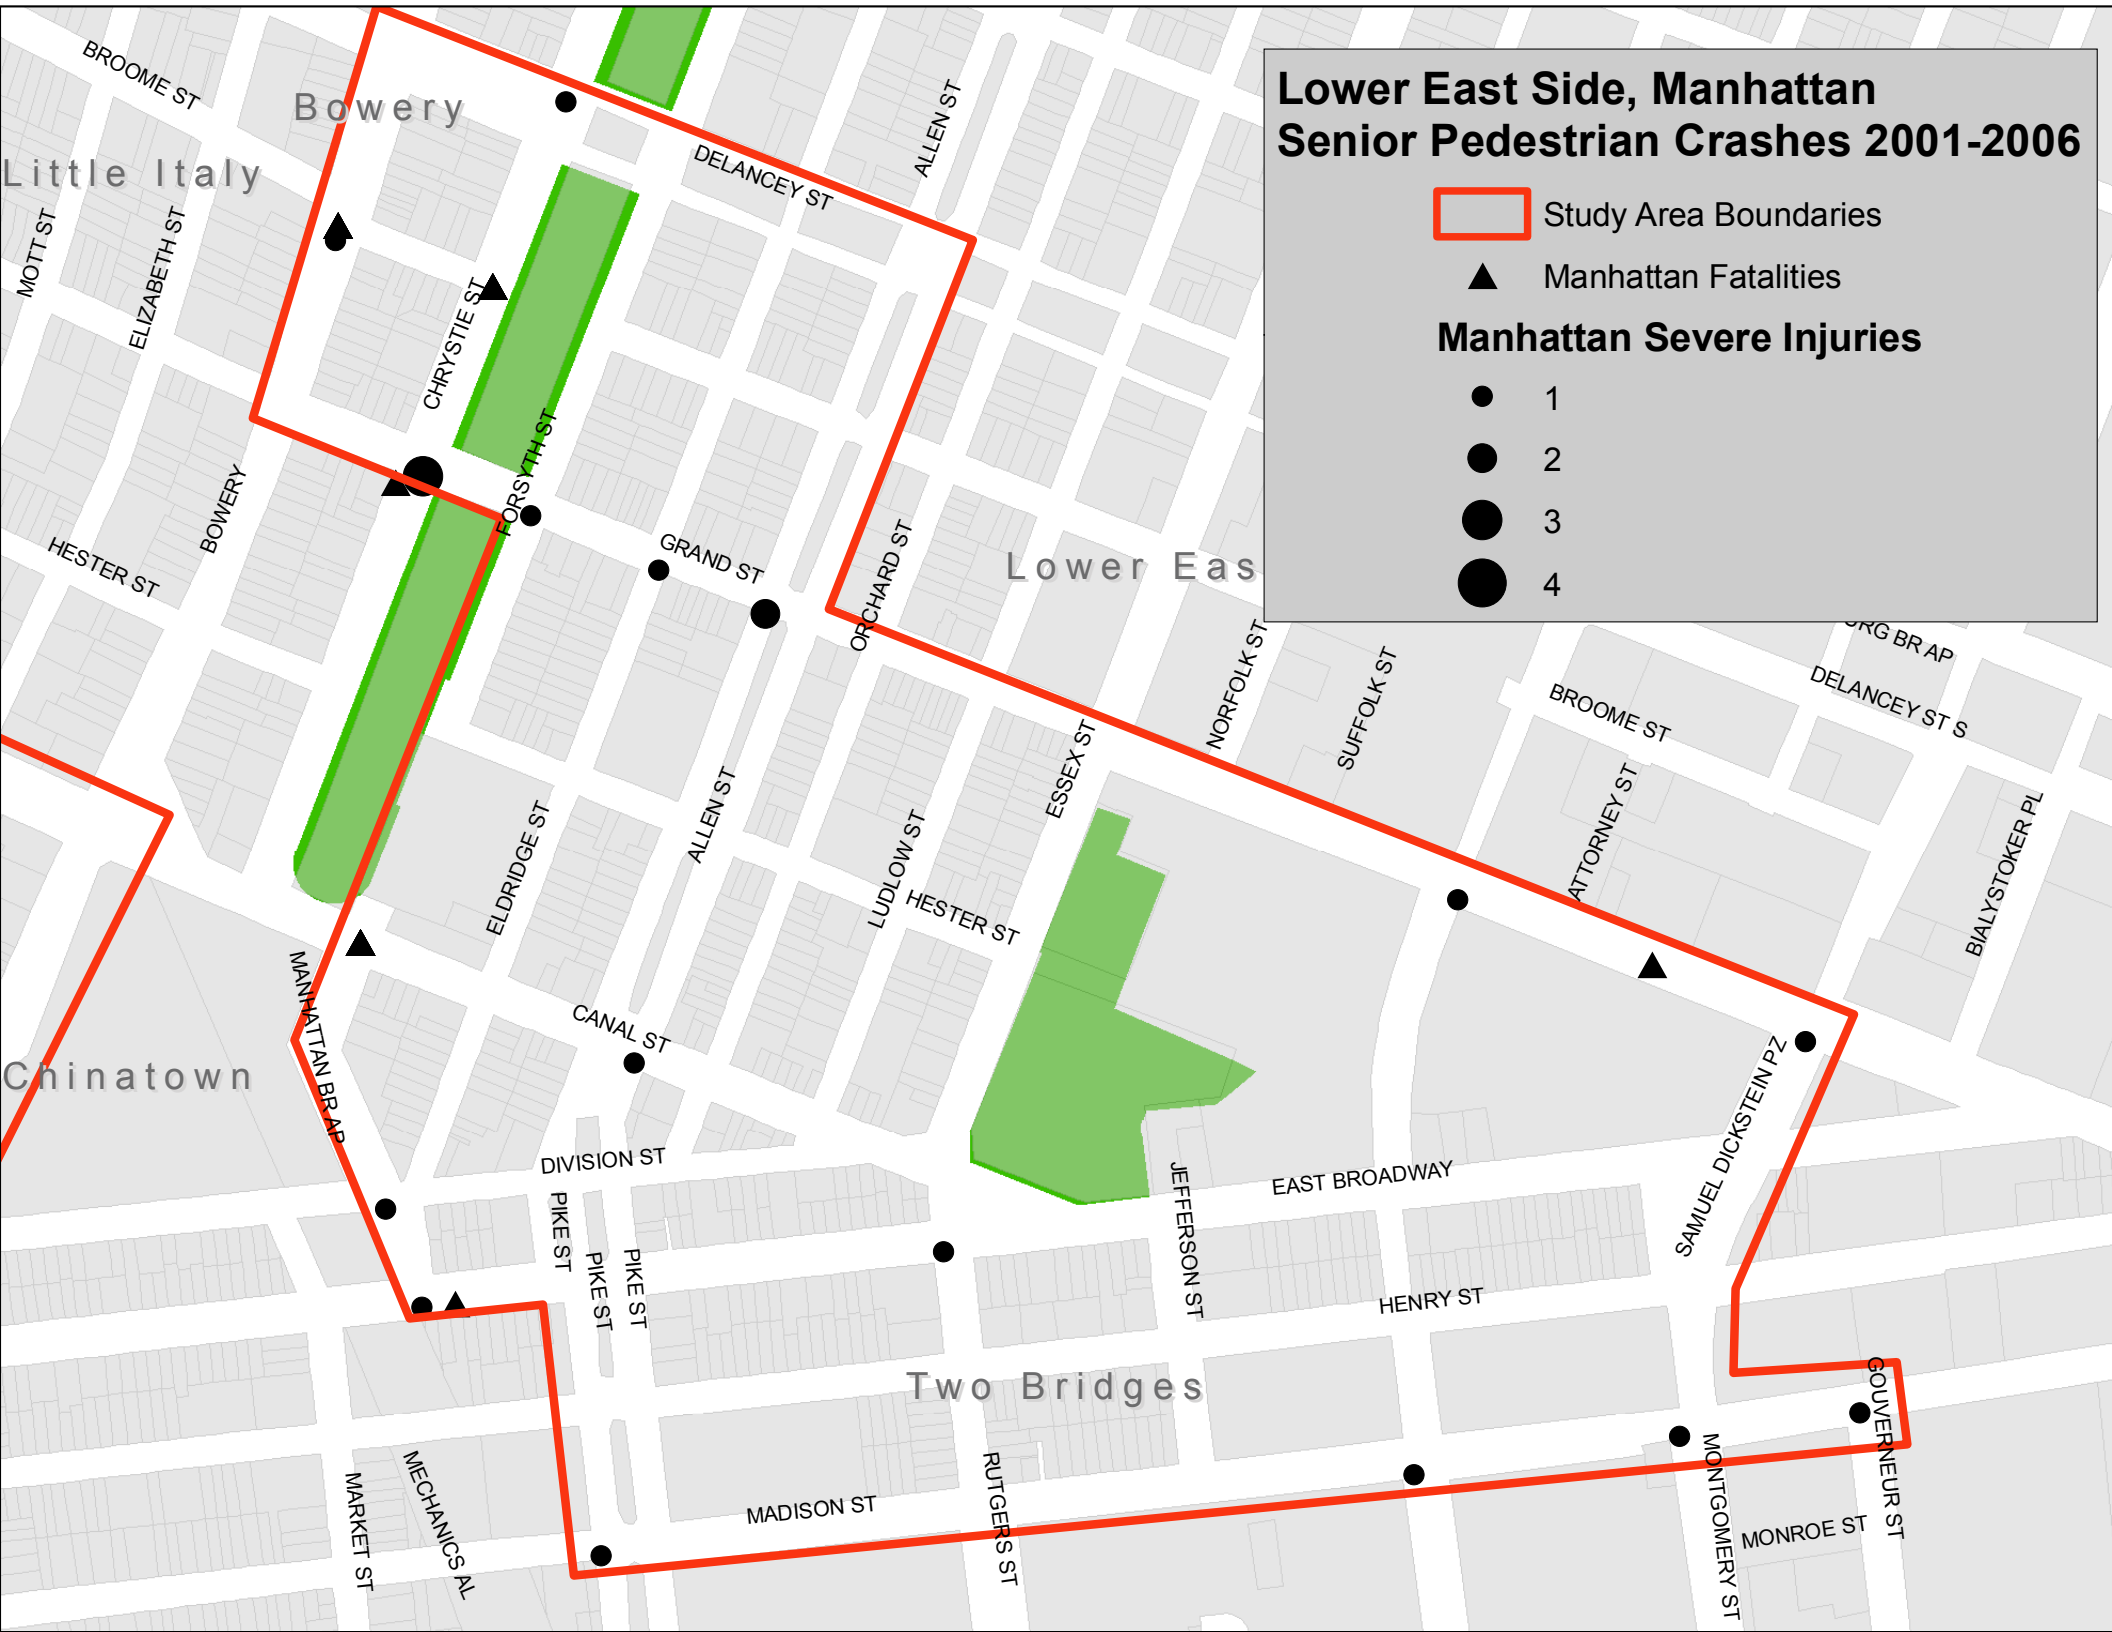 Lower East Side, Manhattan
Senior Pedestrian Crashes 2001-2006
Study Area Boundaries
Manhattan Fatalities
Manhattan Severe Injuries
1
2
3
4
BROOME ST
Bowery
Little Italy
ALLEN ST
DELANCEY ST
MOTT ST
ELIZABETH ST
CHRYSTIE ST
FORSYTH ST
BOWERY
HESTER ST
GRAND ST
ORCHARD ST
Lower Eas
NORFOLK ST
SUFFOLK ST
URG BR AP
DELANCEY ST S
BROOME ST
ESSEX ST
ALLEN ST
ELDRIDGE ST
LUDLOW ST
HESTER ST
ATTORNEY ST
BIALYSTOKER PL
MANHATTAN BR AP
CANAL ST
Chinatown
SAMUEL DICKSTEIN PZ
DIVISION ST
EAST BROADWAY
JEFFERSON ST
PIKE ST
PIKE ST
PIKE ST
HENRY ST
Two Bridges
GOUVERNEUR ST
MARKET ST
MECHANICS AL
MADISON ST
RUTGERS ST
MONTGOMERY ST
MONROE ST